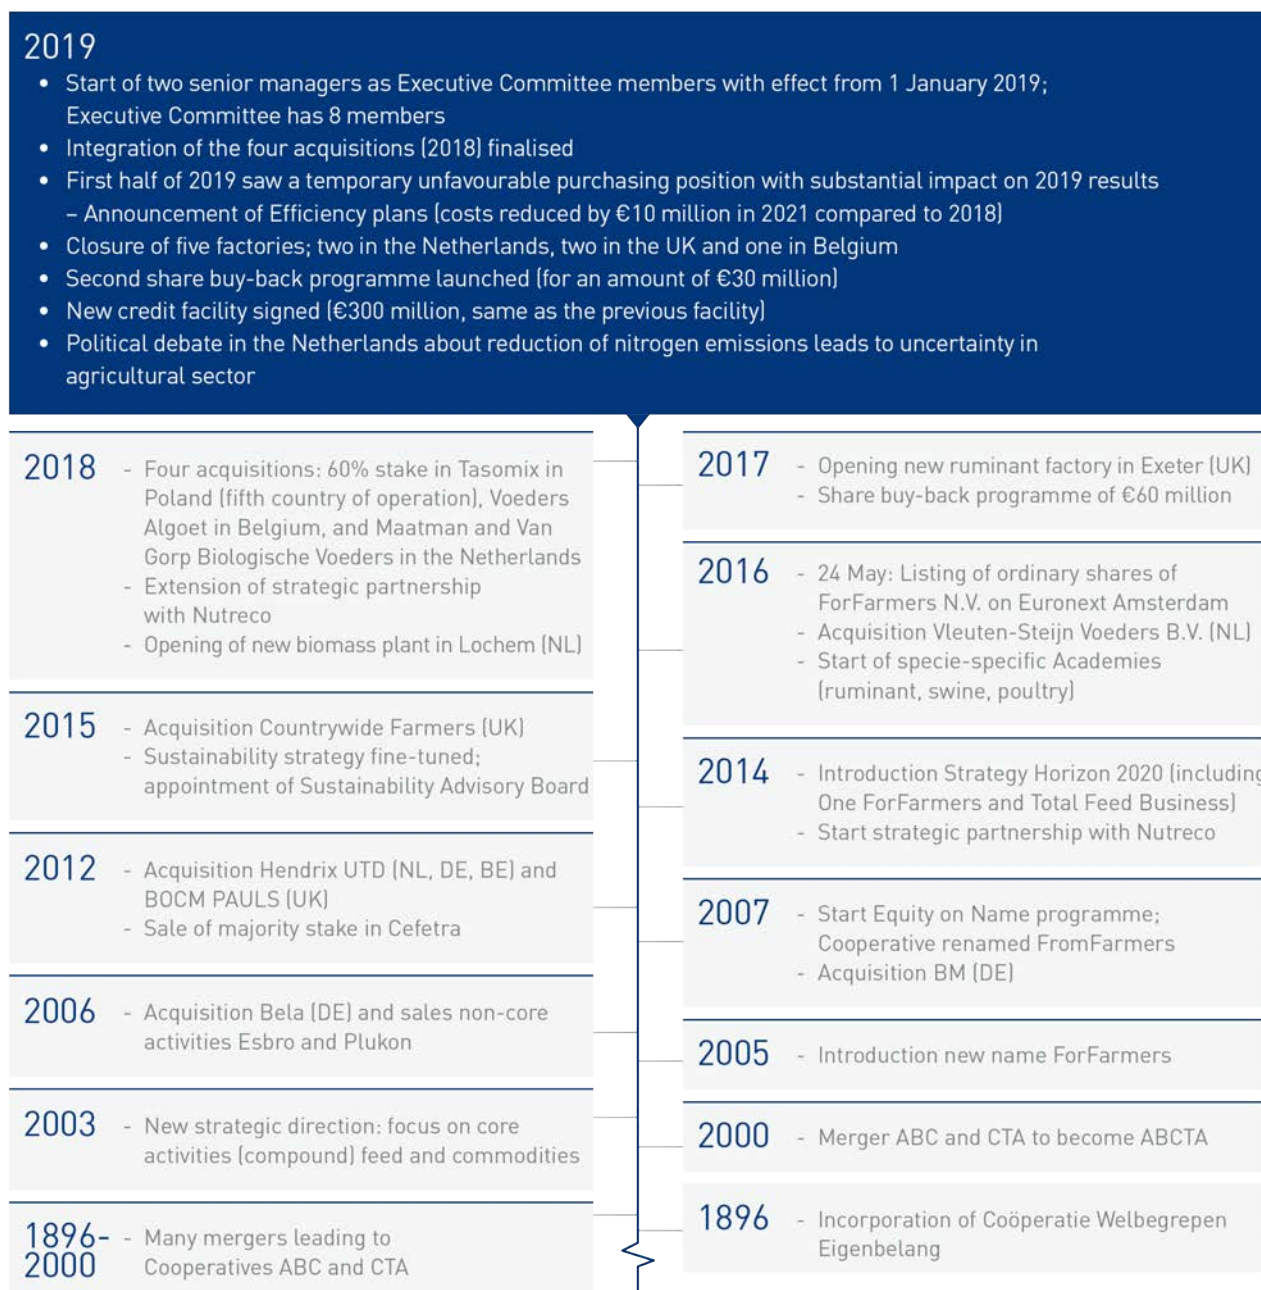 2019
• Start of two senior managers as Executive Committee members with effect from 1 January 2019;
Executive Committee has 8 members
• Integration of the four acquisitions (2018) finalised
• First half of 2019 saw a temporary unfavourable purchasing position with substantial impact on 2019 results
– Announcement of Efficiency plans (costs reduced by €10 million in 2021 compared to 2018)
• Closure of five factories; two in the Netherlands, two in the UK and one in Belgium
• Second share buy-back programme launched (for an amount of €30 million)
• New credit facility signed (€300 million, same as the previous facility)
• Political debate in the Netherlands about reduction of nitrogen emissions leads to uncertainty in
agricultural sector
2018 - Four acquisitions: 60% stake in Tasomix in
Poland (fifth country of operation), Voeders
Algoet in Belgium, and Maatman and Van
Gorp Biologische Voeders in the Netherlands
- Extension of strategic partnership
with Nutreco
- Opening of new biomass plant in Lochem (NL)
2017 - Opening new ruminant factory in Exeter (UK)
- Share buy-back programme of €60 million
2016 - 24 May: Listing of ordinary shares of
ForFarmers N.V. on Euronext Amsterdam
- Acquisition Vleuten-Steijn Voeders B.V. (NL)
- Start of specie-specific Academies
(ruminant, swine, poultry)
2015 - Acquisition Countrywide Farmers (UK)
- Sustainability strategy fine-tuned;
appointment of Sustainability Advisory Board
2014 - Introduction Strategy Horizon 2020 (including
One ForFarmers and Total Feed Business)
- Start strategic partnership with Nutreco
2012 - Acquisition Hendrix UTD (NL, DE, BE) and
BOCM PAULS (UK)
- Sale of majority stake in Cefetra
2007 - Start Equity on Name programme;
Cooperative renamed FromFarmers
- Acquisition BM (DE)
2006 - Acquisition Bela (DE) and sales non-core
activities Esbro and Plukon
2005 - Introduction new name ForFarmers
2003 - New strategic direction: focus on core
activities (compound) feed and commodities
2000 - Merger ABC and CTA to become ABCTA
1896- - Many mergers leading to
2000 Cooperatives ABC and CTA
1896 - Incorporation of Coöperatie Welbegrepen
Eigenbelang